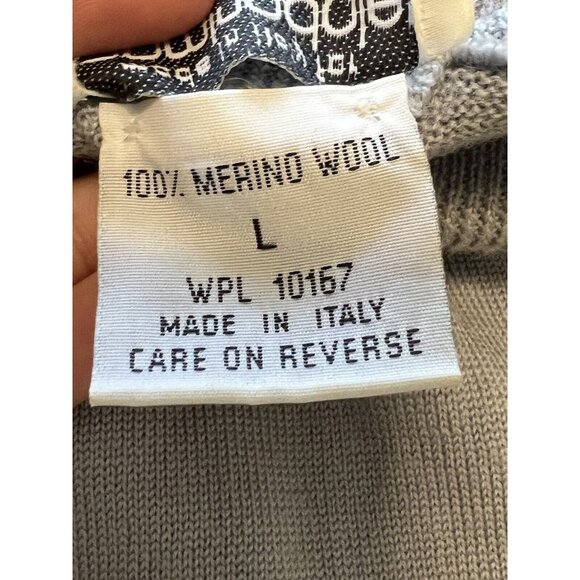 100% MERINO WOOL
L
WPL 10167
MADE IN ITALY
CARE ON REVERSE